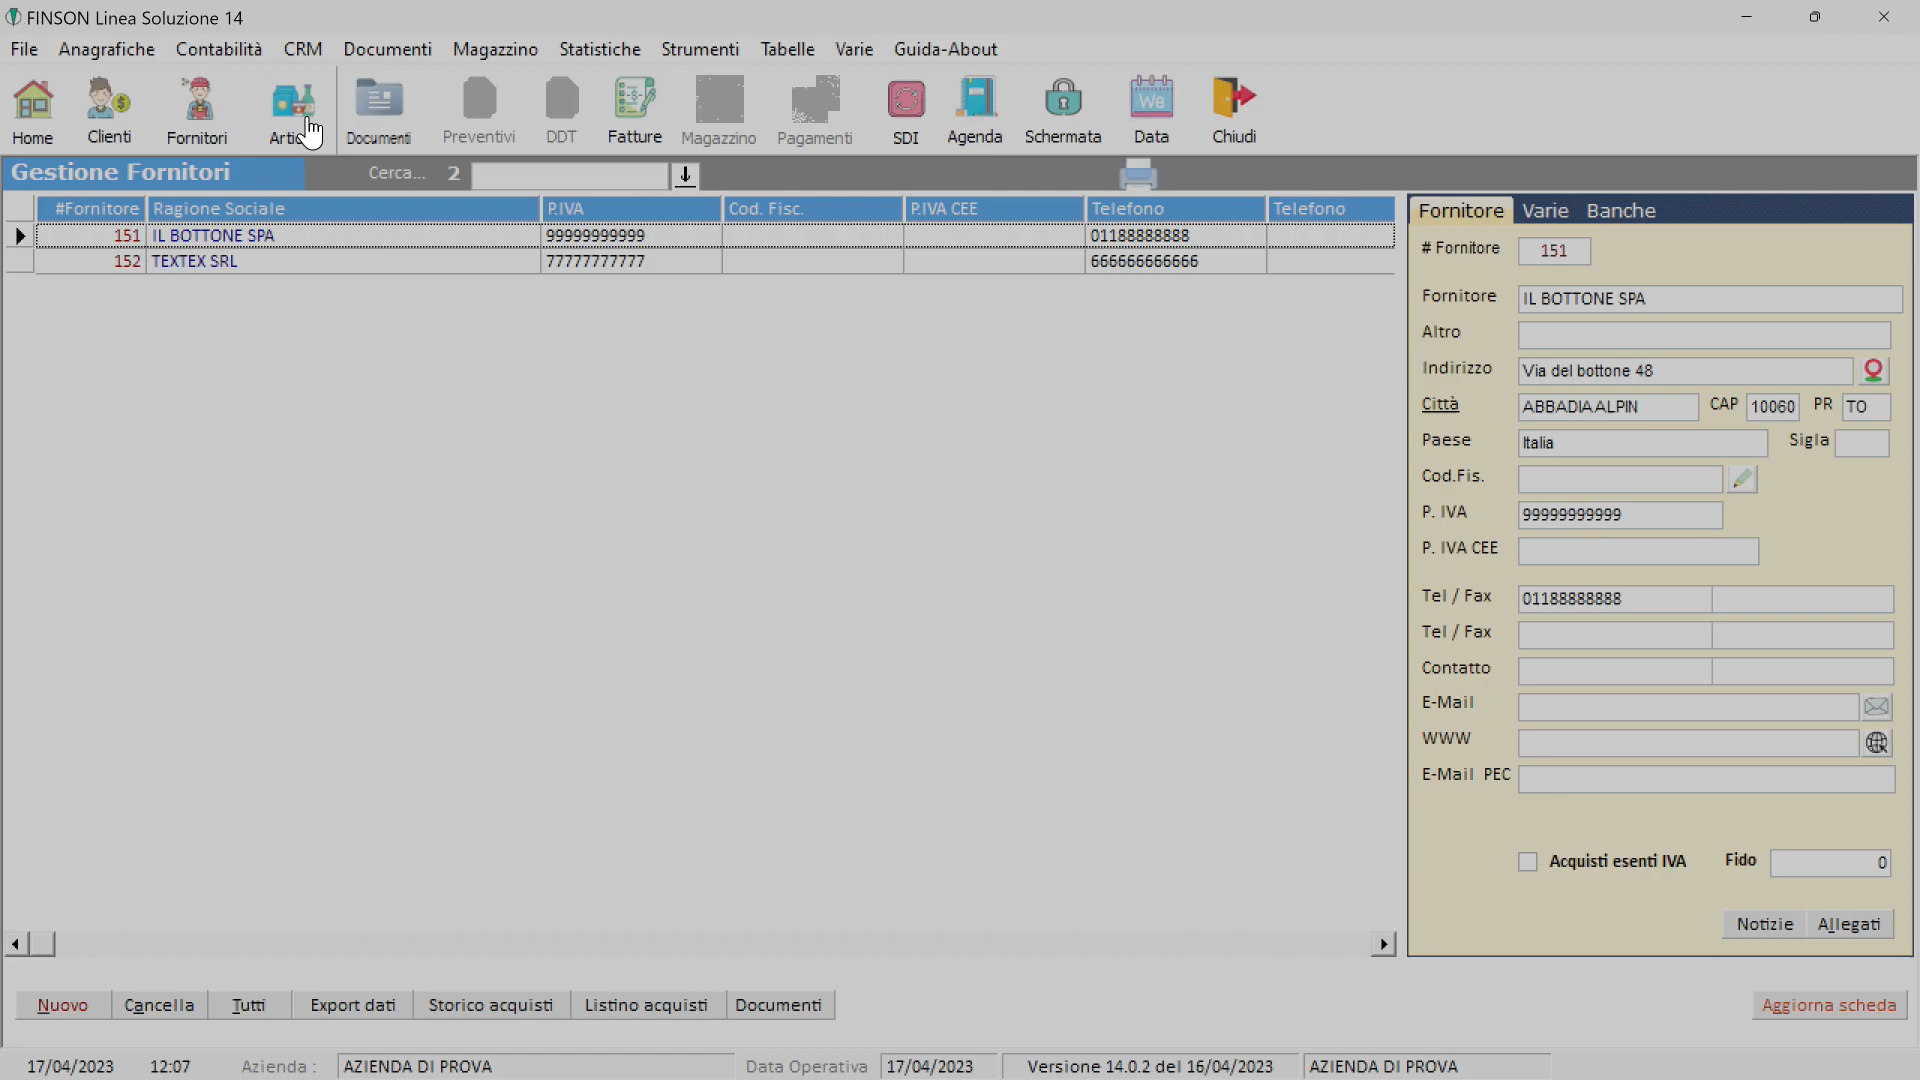 FINSON Linea Soluzione 14
File Anagrafiche Contabilità CRM Documenti Magazzino Statistiche Strumenti Tabelle Varie Guida-About
We
Home Clienti Fornitori Documenti Preventivi DDT Fatture Magazzino Pagamenti SDI Agenda Schermata Data Chiudi
Gestione Fornitori Cerca... 2
#Fornitore Ragione Sociale P.IVA Cod. Fisc. P.IVA CEE Telefono Telefono
151 IL BOTTONE SPA 99999999999 01188888888
152 TEXTEX SRL 77777777777 666666666666
Fornitore Varie Banche
# Fornitore 151
Fornitore IL BOTTONE SPA
Altro
Indirizzo Via del bottone 48
Città ABBADIA ALPIN CAP 10060 PR TO
Paese Italia Sigla
Cod.Fis.
P. IVA 99999999999
P. IVA CEE
Tel / Fax 01188888888
Tel / Fax
Contatto
E-Mail
WWW
E-Mail PEC
Acquisti esenti IVA Fido 0
Notizie Allegati
Nuovo Cancella Tutti Export dati Storico acquisti Listino acquisti Documenti Aggiorna scheda
17/04/2023 12:07 Azienda : AZIENDA DI PROVA Data Operativa 17/04/2023 Versione 14.0.2 del 16/04/2023 AZIENDA DI PROVA